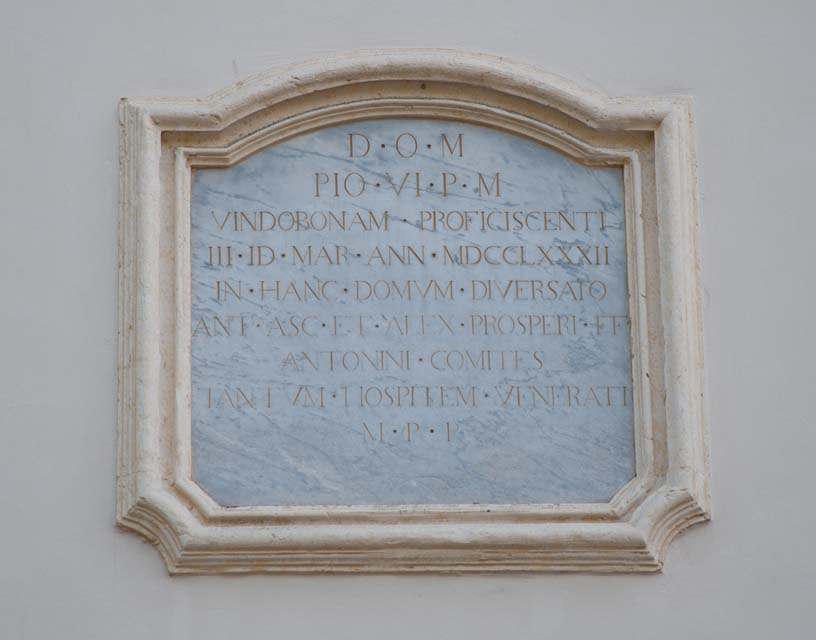 D·O·M
PIO·VI·P·M
VINDOBONAM·PROFICISCENTI
III·ID·MAR·ANN·MDCCLXXXII
IN·HANC·DOMVM·DIVERSATO
ANT·ASC·ET·ALEX·PROSPERI·FF
ANTONINI·COMITES
TANTVM·HOSPITEM·VENERATI
M·P·P